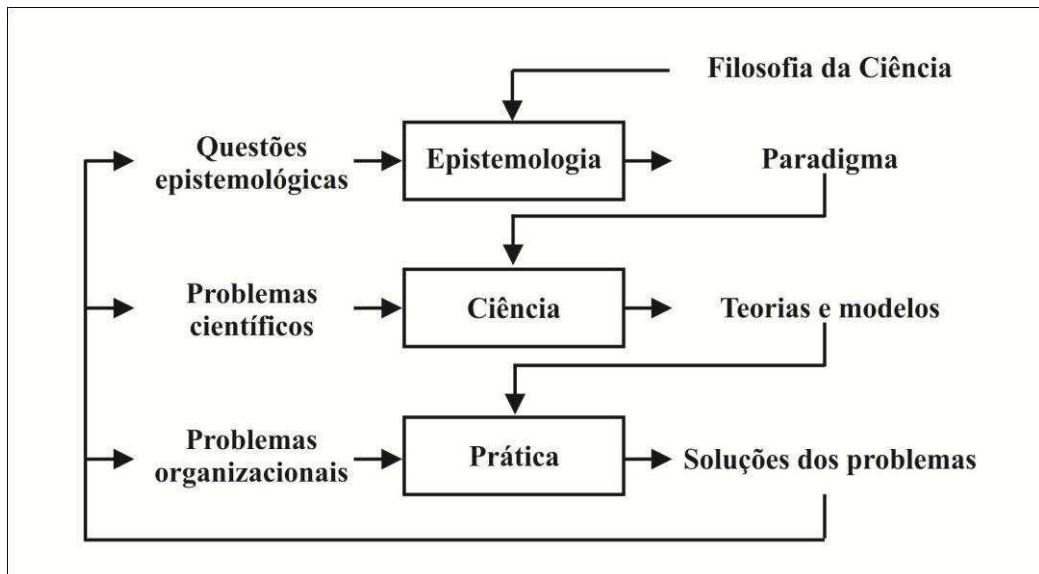 Filosofia da Ciência
Questões
epistemológicas
Epistemologia
Paradigma
Problemas
científicos
Ciência
Teorias e modelos
Problemas
organizacionais
Prática
Soluções dos problemas